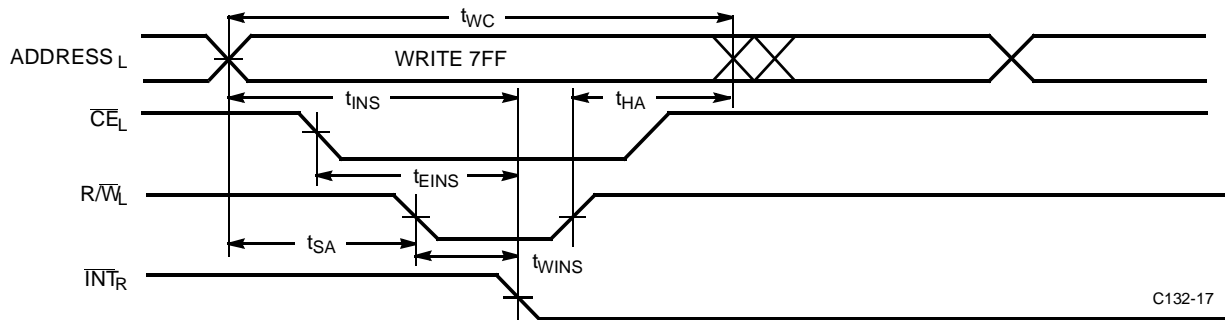 tWC
ADDRESS L
WRITE 7FF
tINS
tHA
CEL
tEINS
R/WL
tSA
tWINS
INTR
C132-17